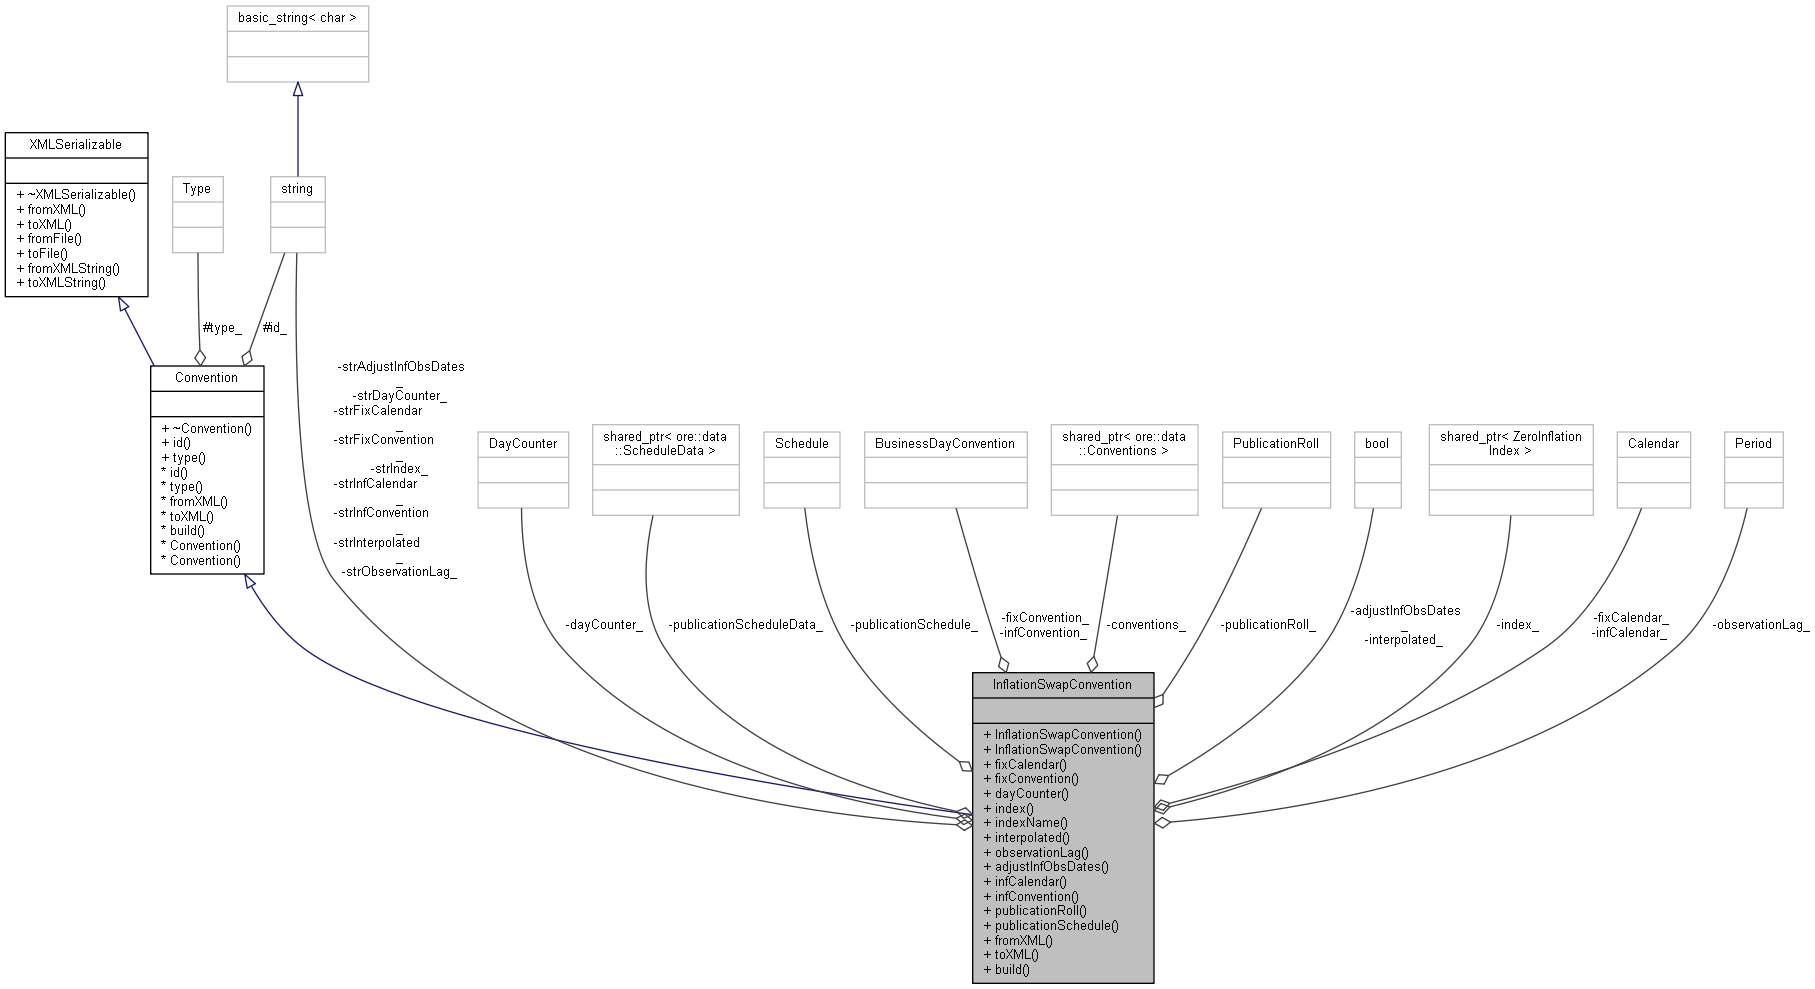 basic_string< char >
XMLSerializable
+ ~XMLSerializable()
+ fromXML()
+ toXML()
+ fromFile()
+ toFile()
+ fromXMLString()
+ toXMLString()
Type
string
#type_
#id_
Convention
+ ~Convention()
+ id()
+ type()
* id()
* type()
* fromXML()
* toXML()
* build()
* Convention()
* Convention()
-strAdjustInfObsDates
_
-strDayCounter_
-strFixCalendar
_
-strFixConvention
_
-strIndex_
-strInfCalendar
_
-strInfConvention
_
-strInterpolated
_
-strObservationLag_
DayCounter
shared_ptr< ore::data
::ScheduleData >
Schedule
BusinessDayConvention
shared_ptr< ore::data
::Conventions >
PublicationRoll
bool
shared_ptr< ZeroInflation
Index >
Calendar
Period
-dayCounter_
-publicationScheduleData_
-publicationSchedule_
-fixConvention_
-infConvention_
-conventions_
-publicationRoll_
-adjustInfObsDates
_
-interpolated_
-index_
-fixCalendar_
-infCalendar_
-observationLag_
InflationSwapConvention
+ InflationSwapConvention()
+ InflationSwapConvention()
+ fixCalendar()
+ fixConvention()
+ dayCounter()
+ index()
+ indexName()
+ interpolated()
+ observationLag()
+ adjustInfObsDates()
+ infCalendar()
+ infConvention()
+ publicationRoll()
+ publicationSchedule()
+ fromXML()
+ toXML()
+ build()